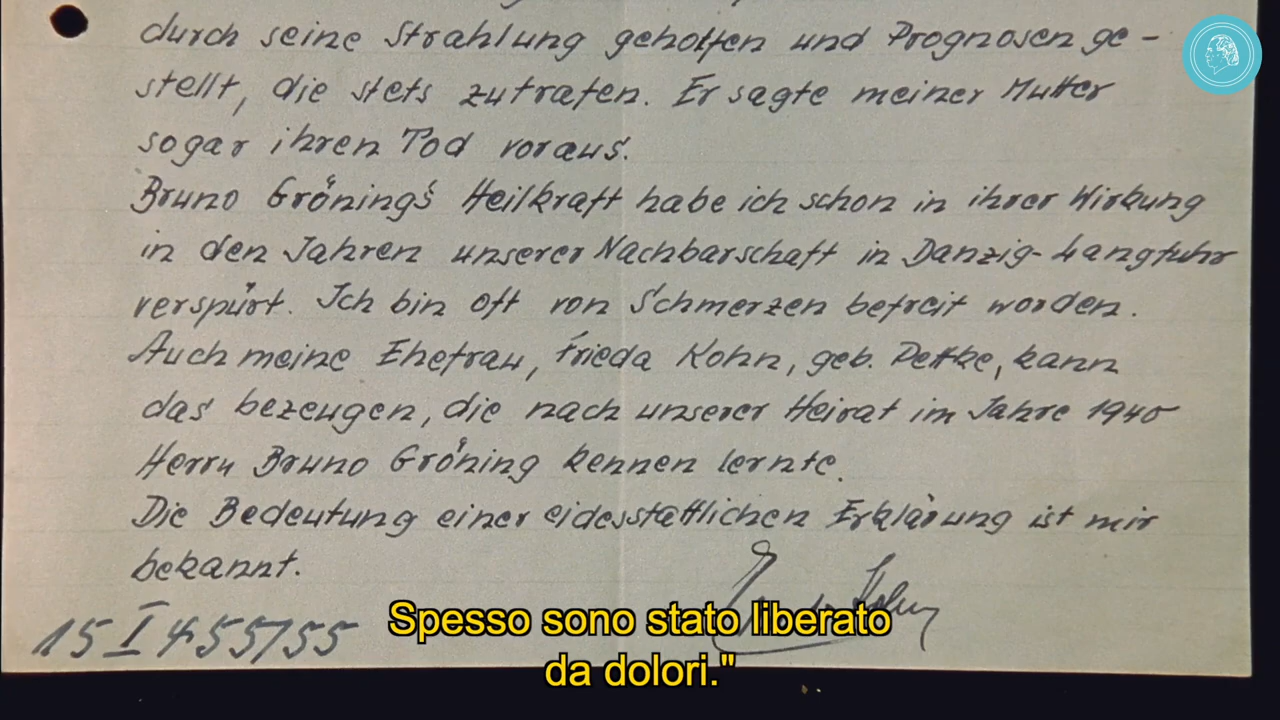 durch seine Strahlung geholfen und Prognosen ge-
stellt, die stets zutrafen. Er sagte meiner Mutter
sogar ihren Tod voraus.
Bruno Gröning's Heilkraft habe ich schon in ihrer Wirkung
in den Jahren unserer Nachbarschaft in Danzig-Langfuhr
verspürt. Ich bin oft von Schmerzen befreit worden.
Auch meine Ehefrau, Frieda Kohn, geb. kann
das bezeugen, die nach unserer Heirat im Jahre 1940
Herrn Bruno Gröning kennen lernte.
Die Bedeutung einer eidesstattlichen Erklärung ist mir
bekannt.
15 I 455/55
Spesso sono stato liberato
da dolori."